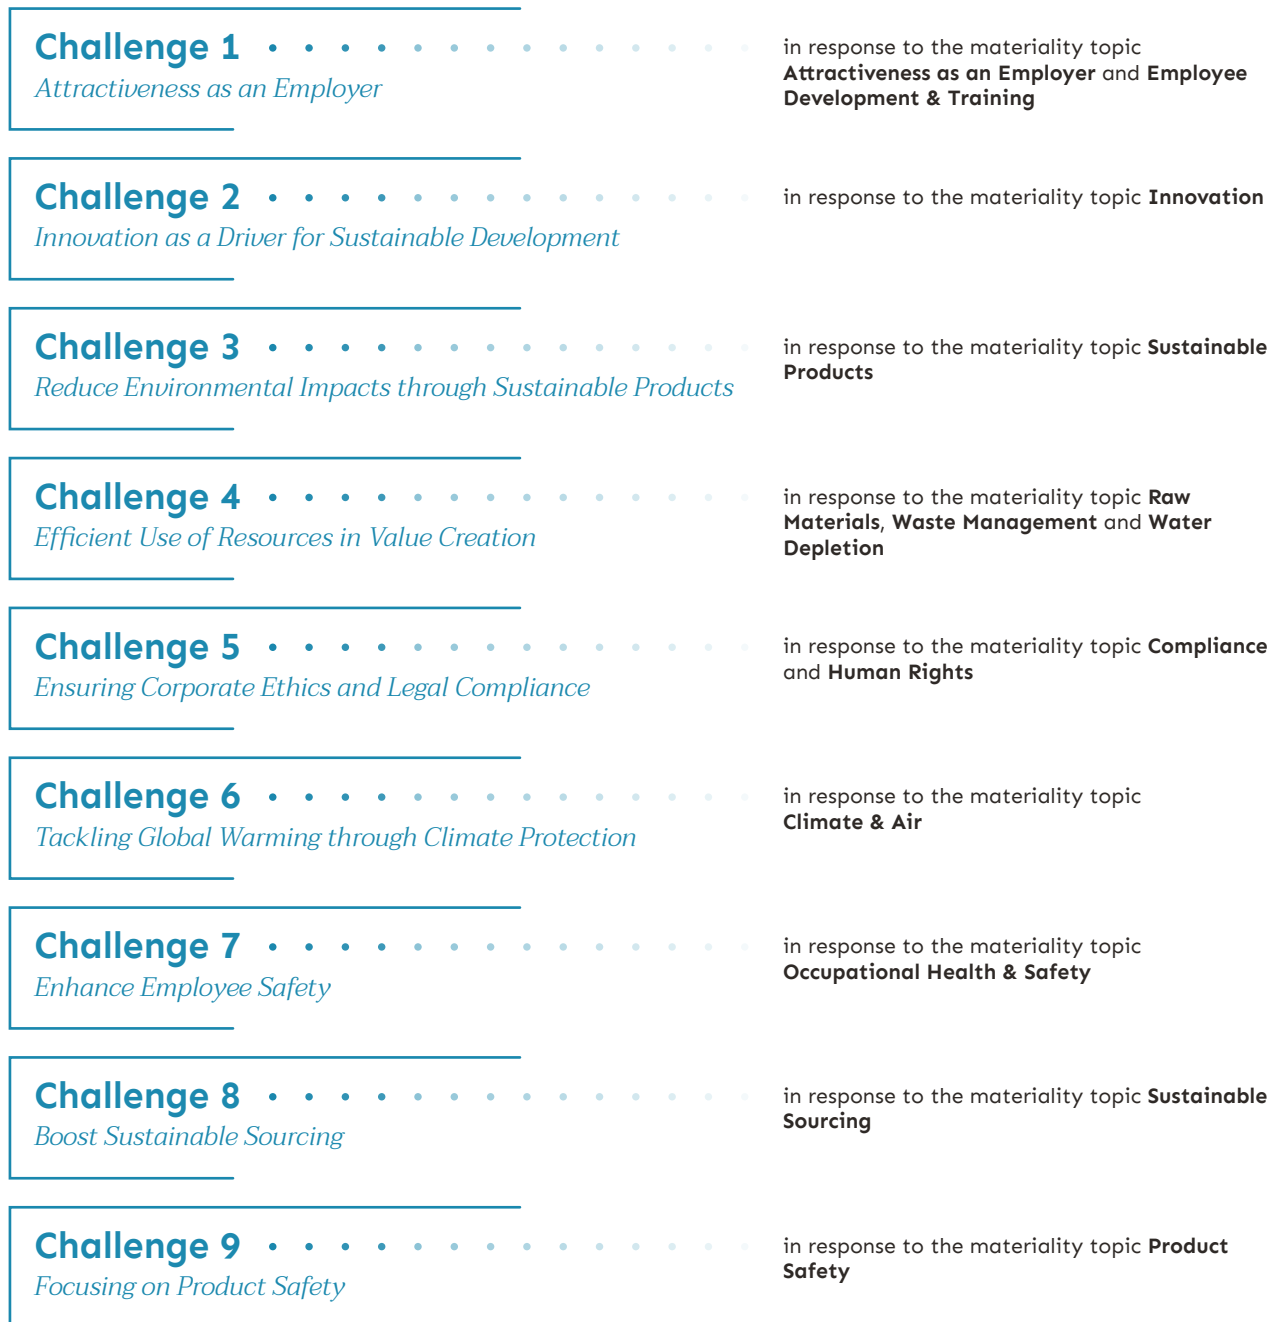 Challenge 1
Attractiveness as an Employer
in response to the materiality topic
Attractiveness as an Employer and Employee
Development & Training
Challenge 2
Innovation as a Driver for Sustainable Development
in response to the materiality topic Innovation
Challenge 3
Reduce Environmental Impacts through Sustainable Products
in response to the materiality topic Sustainable
Products
Challenge 4
Efficient Use of Resources in Value Creation
in response to the materiality topic Raw
Materials, Waste Management and Water
Depletion
Challenge 5
Ensuring Corporate Ethics and Legal Compliance
in response to the materiality topic Compliance
and Human Rights
Challenge 6
Tackling Global Warming through Climate Protection
in response to the materiality topic
Climate & Air
Challenge 7
Enhance Employee Safety
in response to the materiality topic
Occupational Health & Safety
Challenge 8
Boost Sustainable Sourcing
in response to the materiality topic Sustainable
Sourcing
Challenge 9
Focusing on Product Safety
in response to the materiality topic Product
Safety